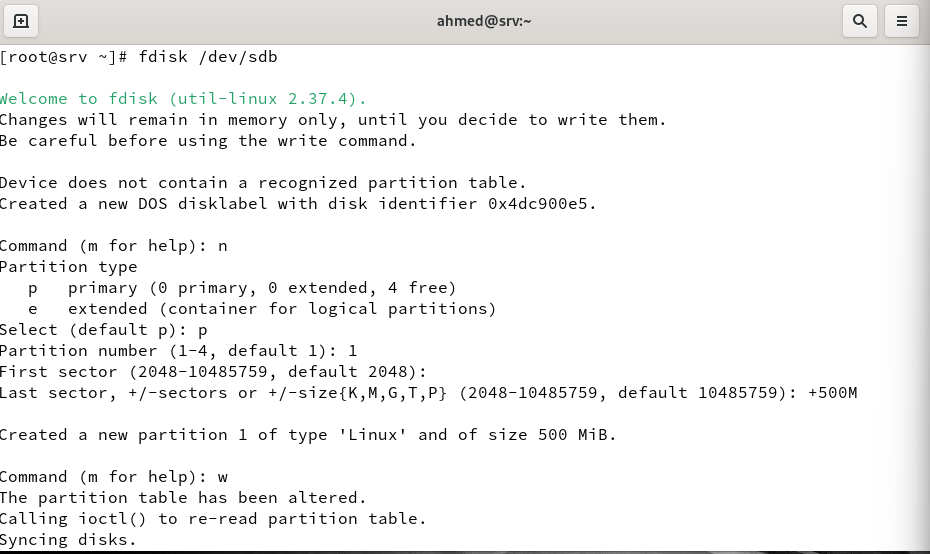 ahmed@srv:~
[root@srv ~]# fdisk /dev/sdb
Welcome to fdisk (util-linux 2.37.4).
Changes will remain in memory only, until you decide to write them.
Be careful before using the write command.
Device does not contain a recognized partition table.
Created a new DOS disklabel with disk identifier 0x4dc900e5.
Command (m for help): n
Partition type
   p   primary (0 primary, 0 extended, 4 free)
   e   extended (container for logical partitions)
Select (default p): p
Partition number (1-4, default 1): 1
First sector (2048-10485759, default 2048):
Last sector, +/-sectors or +/-size{K,M,G,T,P} (2048-10485759, default 10485759): +500M
Created a new partition 1 of type 'Linux' and of size 500 MiB.
Command (m for help): w
The partition table has been altered.
Calling ioctl() to re-read partition table.
Syncing disks.